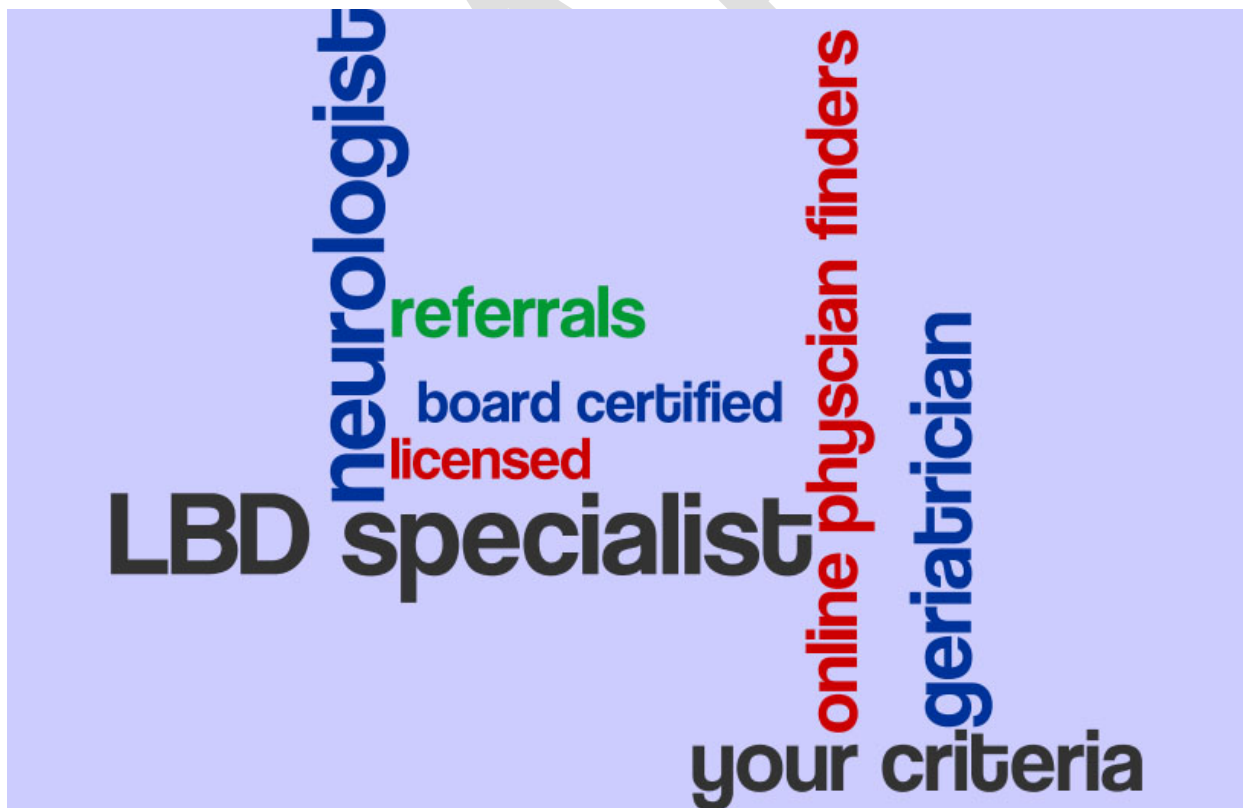 neurologist
referrals
board certified
licensed
LBD specialist
online physcian finders
geriatrician
your criteria